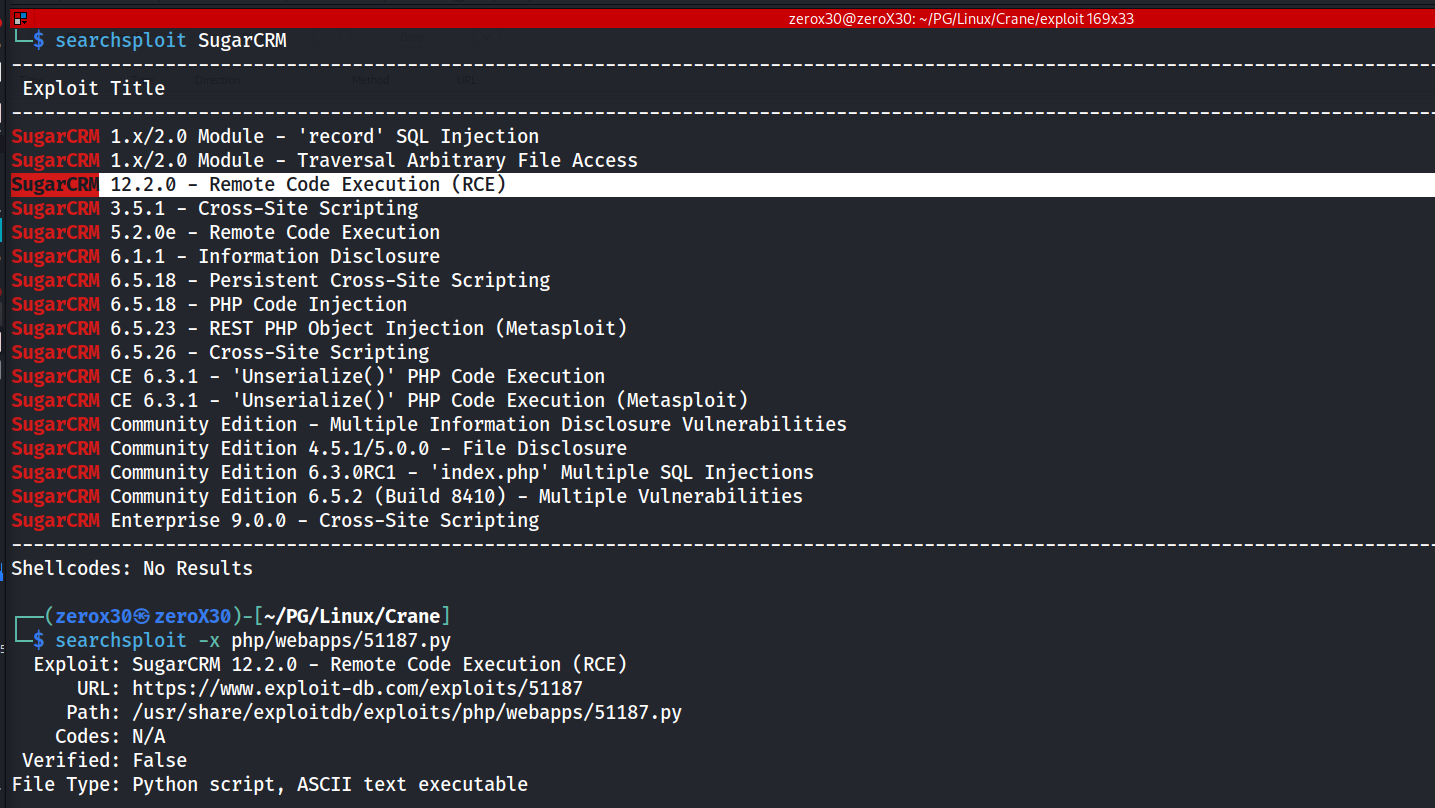 zerox30@zeroX30: ~/PG/Linux/Crane/exploit 169x33
└─$ searchsploit SugarCRM
---------------------------------------------------------------------------------------------------------------------------------
Exploit Title
---------------------------------------------------------------------------------------------------------------------------------
SugarCRM 1.x/2.0 Module - 'record' SQL Injection
SugarCRM 1.x/2.0 Module - Traversal Arbitrary File Access
SugarCRM 12.2.0 - Remote Code Execution (RCE)
SugarCRM 3.5.1 - Cross-Site Scripting
SugarCRM 5.2.0e - Remote Code Execution
SugarCRM 6.1.1 - Information Disclosure
SugarCRM 6.5.18 - Persistent Cross-Site Scripting
SugarCRM 6.5.18 - PHP Code Injection
SugarCRM 6.5.23 - REST PHP Object Injection (Metasploit)
SugarCRM 6.5.26 - Cross-Site Scripting
SugarCRM CE 6.3.1 - 'Unserialize()' PHP Code Execution
SugarCRM CE 6.3.1 - 'Unserialize()' PHP Code Execution (Metasploit)
SugarCRM Community Edition - Multiple Information Disclosure Vulnerabilities
SugarCRM Community Edition 4.5.1/5.0.0 - File Disclosure
SugarCRM Community Edition 6.3.0RC1 - 'index.php' Multiple SQL Injections
SugarCRM Community Edition 6.5.2 (Build 8410) - Multiple Vulnerabilities
SugarCRM Enterprise 9.0.0 - Cross-Site Scripting
---------------------------------------------------------------------------------------------------------------------------------
Shellcodes: No Results
┌──(zerox30㉿zeroX30)-[~/PG/Linux/Crane]
└─$ searchsploit -x php/webapps/51187.py
Exploit: SugarCRM 12.2.0 - Remote Code Execution (RCE)
URL: https://www.exploit-db.com/exploits/51187
Path: /usr/share/exploitdb/exploits/php/webapps/51187.py
Codes: N/A
Verified: False
File Type: Python script, ASCII text executable